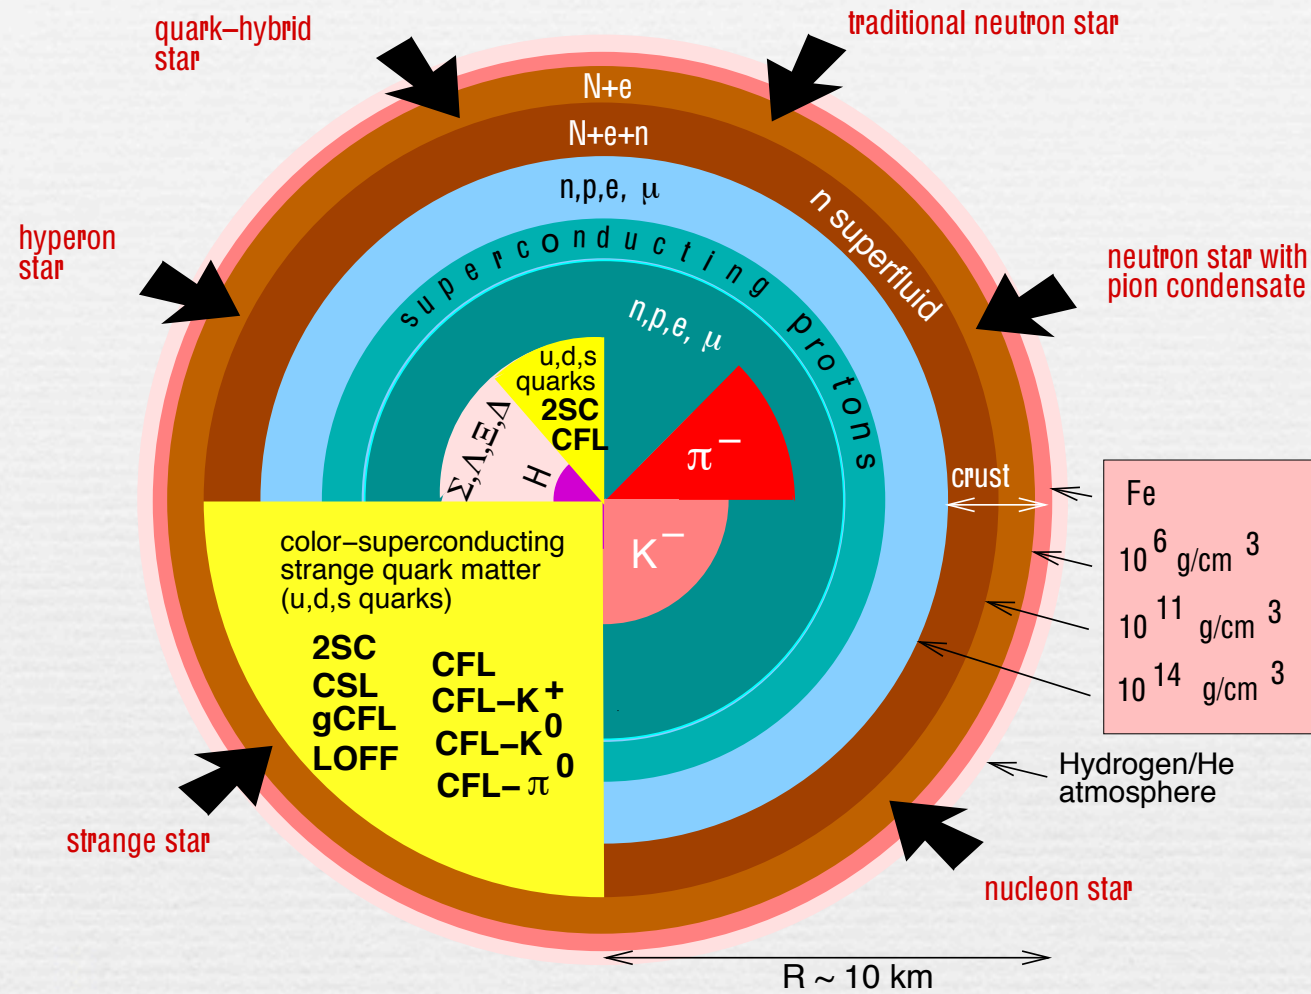 quark–hybrid
star
traditional neutron star
N+e
N+e+n
n,p,e, μ
n superfluid
hyperon
star
neutron star with
pion condensate
superconducting protons
n,p,e, μ
u,d,s
quarks
2SC
CFL
Σ,Λ,Ξ,Δ
H
π⁻
K⁻
crust
Fe
10⁶ g/cm³
10¹¹ g/cm³
10¹⁴ g/cm³
color–superconducting
strange quark matter
(u,d,s quarks)
2SC
CSL
gCFL
LOFF
CFL
CFL–K⁺
CFL–K⁰
CFL–π⁰
Hydrogen/He
atmosphere
strange star
nucleon star
R ~ 10 km